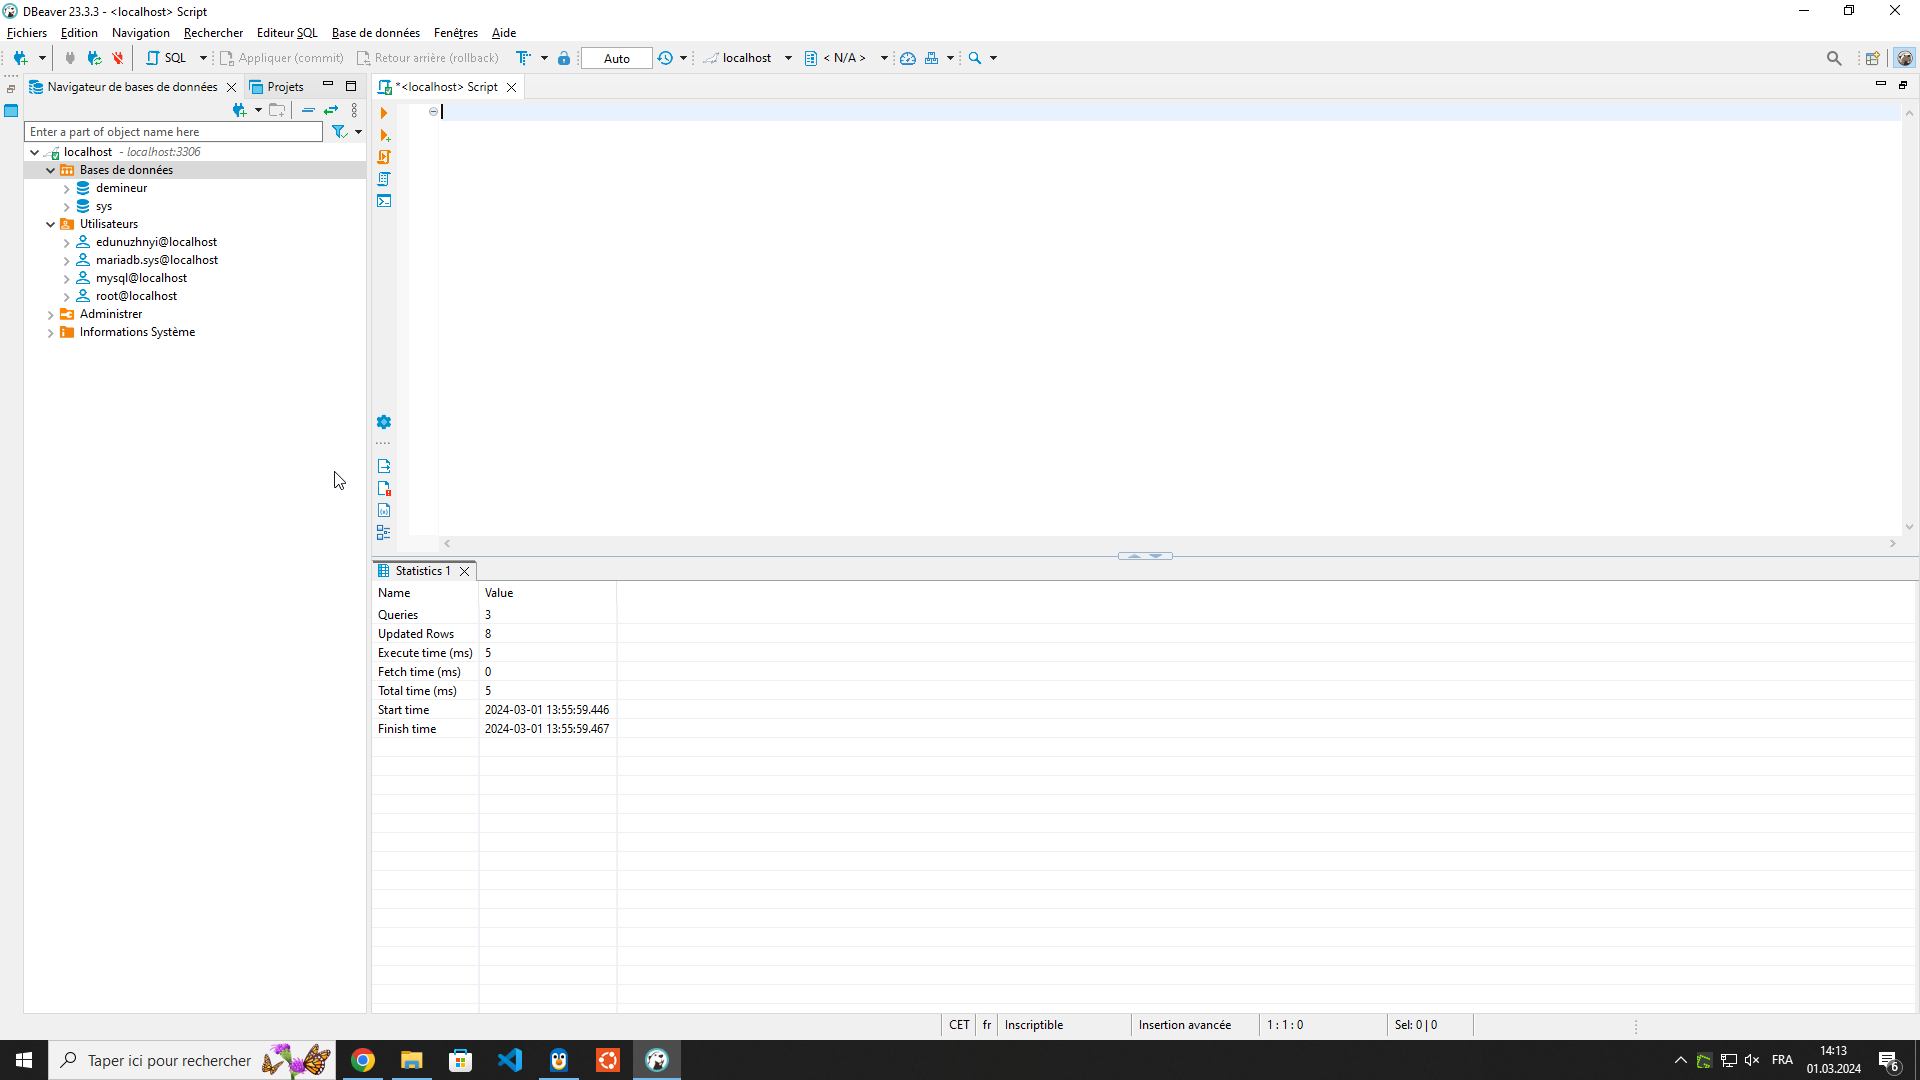 DBeaver 23.3.3 - <localhost> Script
Fichiers Edition Navigation Rechercher Editeur SQL Base de données Fenêtres Aide
SQL Appliquer (commit) Retour arrière (rollback) Auto localhost < N/A >
Navigateur de bases de données Projets
*<localhost> Script
Enter a part of object name here
localhost - localhost:3306
Bases de données
demineur
sys
Utilisateurs
edunuzhnyi@localhost
mariadb.sys@localhost
mysql@localhost
root@localhost
Administrer
Informations Système
Statistics 1
Name Value
Queries 3
Updated Rows 8
Execute time (ms) 5
Fetch time (ms) 0
Total time (ms) 5
Start time 2024-03-01 13:55:59.446
Finish time 2024-03-01 13:55:59.467
CET fr Inscriptible Insertion avancée 1 : 1 : 0 Sel: 0 | 0
Taper ici pour rechercher
FRA
14:13
01.03.2024
6